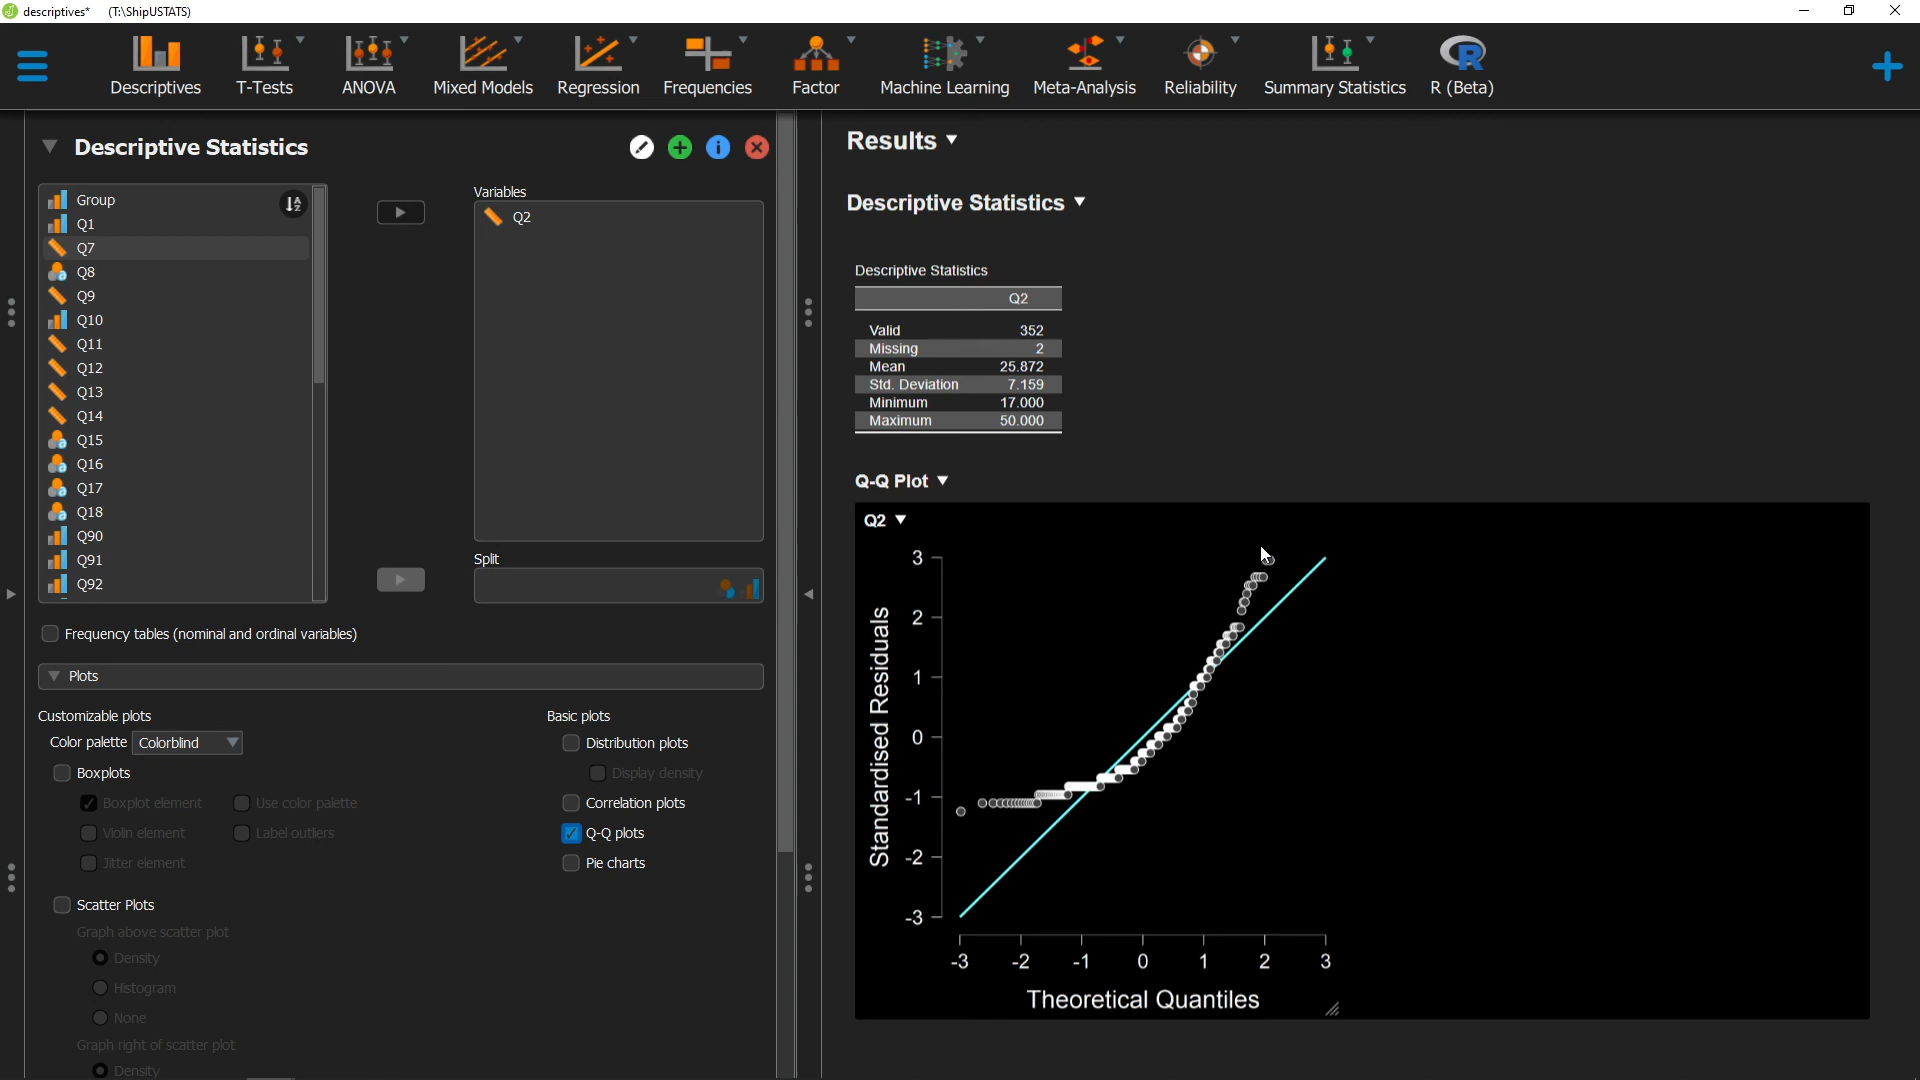 descriptives* (T:\ShipUSTATS)
Descriptives T-Tests ANOVA Mixed Models Regression Frequencies Factor Machine Learning Meta-Analysis Reliability Summary Statistics R (Beta)
Descriptive Statistics
Group
Q1
Q7
Q8
Q9
Q10
Q11
Q12
Q13
Q14
Q15
Q16
Q17
Q18
Q90
Q91
Q92
Variables
Q2
Split
Frequency tables (nominal and ordinal variables)
Plots
Customizable plots
Color palette Colorblind
Boxplots
Boxplot element Use color palette
Violin element Label outliers
Jitter element
Scatter Plots
Graph above scatter plot
Density
Histogram
None
Graph right of scatter plot
Density
Basic plots
Distribution plots
Display density
Correlation plots
Q-Q plots
Pie charts
Results
Descriptive Statistics
Descriptive Statistics
Q2
Valid 352
Missing 2
Mean 25.872
Std. Deviation 7.159
Minimum 17.000
Maximum 50.000
Q-Q Plot
Q2
Standardised Residuals
3
2
1
0
-1
-2
-3
-3 -2 -1 0 1 2 3
Theoretical Quantiles